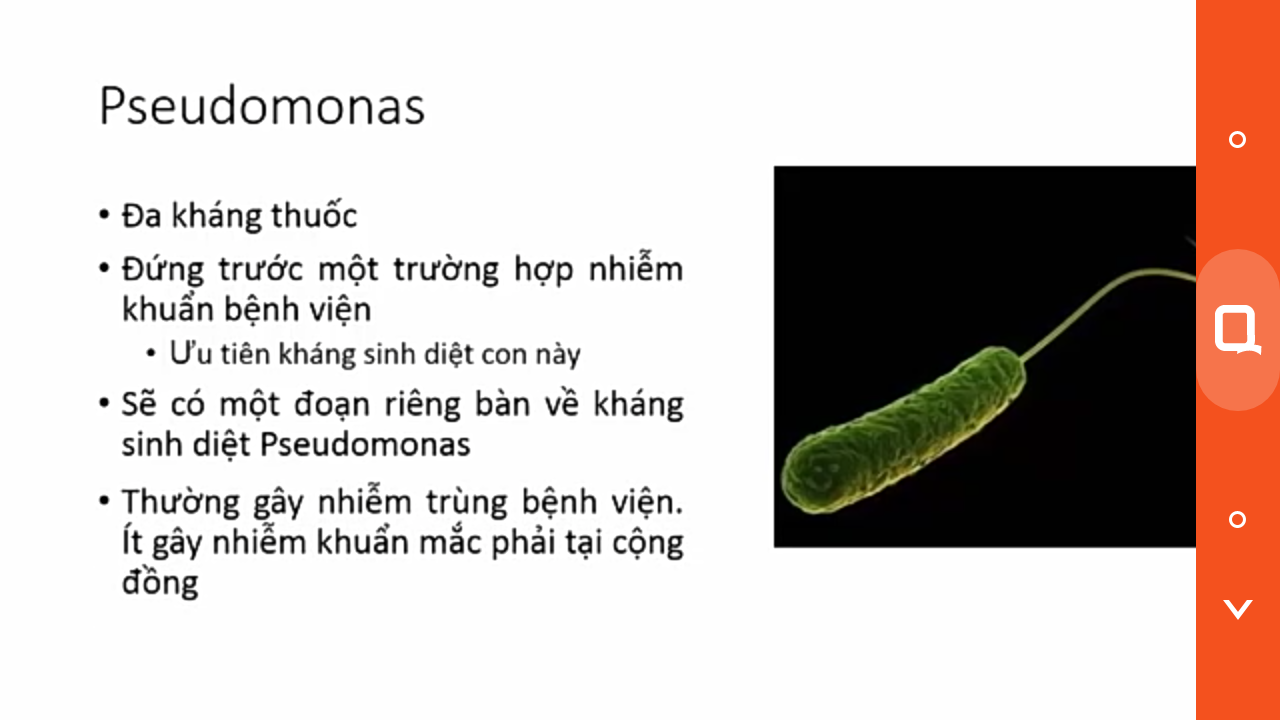 Pseudomonas
• Đa kháng thuốc
• Đứng trước một trường hợp nhiễm
khuẩn bệnh viện
• Ưu tiên kháng sinh diệt con này
• Sẽ có một đoạn riêng bàn về kháng
sinh diệt Pseudomonas
• Thường gây nhiễm trùng bệnh viện.
Ít gây nhiễm khuẩn mắc phải tại cộng
đồng